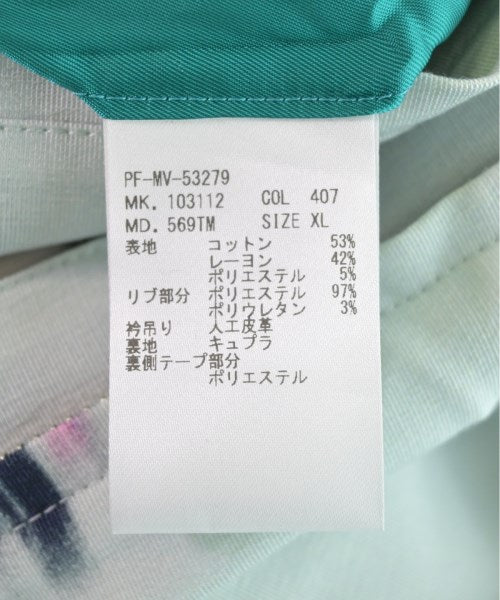 PF-MV-53279
MK. 103112 COL 407
MD. 569TM SIZE XL
表地 コットン 53%
レーヨン 42%
ポリエステル 5%
リブ部分 ポリエステル 97%
ポリウレタン 3%
衿吊り 人工皮革
裏地 キュプラ
裏側テープ部分
ポリエステル